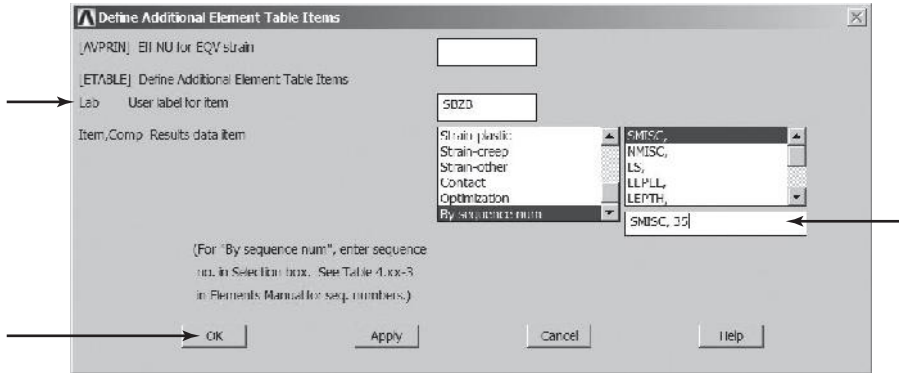 Define Additional Element Table Items
[AVPRIN] Eff NU for EQV strain
[ETABLE] Define Additional Element Table Items
Lab User label for item
SBZB
Item,Comp Results data item
Strain-plastic
Strain-creep
Strain-other
Contact
Optimization
By sequence num
SMISC,
NMISC,
LS,
LEPEL,
LEPTH,
SMISC, 35
(For "By sequence num", enter sequence
no. in Selection box. See Table 4.xx-3
in Elements Manual for seq. numbers.)
OK Apply Cancel Help